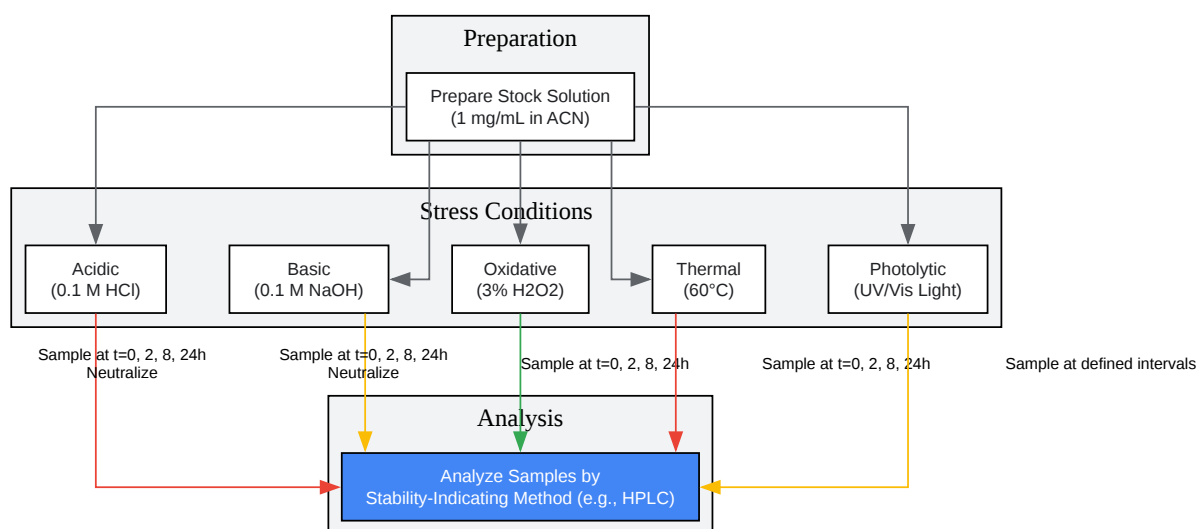 Preparation
Prepare Stock Solution
(1 mg/mL in ACN)
Stress Conditions
Acidic
(0.1 M HCl)
Basic
(0.1 M NaOH)
Oxidative
(3% H2O2)
Thermal
(60°C)
Photolytic
(UV/Vis Light)
Sample at t=0, 2, 8, 24h
Neutralize
Sample at t=0, 2, 8, 24h
Neutralize
Sample at t=0, 2, 8, 24h
Sample at t=0, 2, 8, 24h
Sample at defined intervals
Analysis
Analyze Samples by
Stability-Indicating Method (e.g., HPLC)